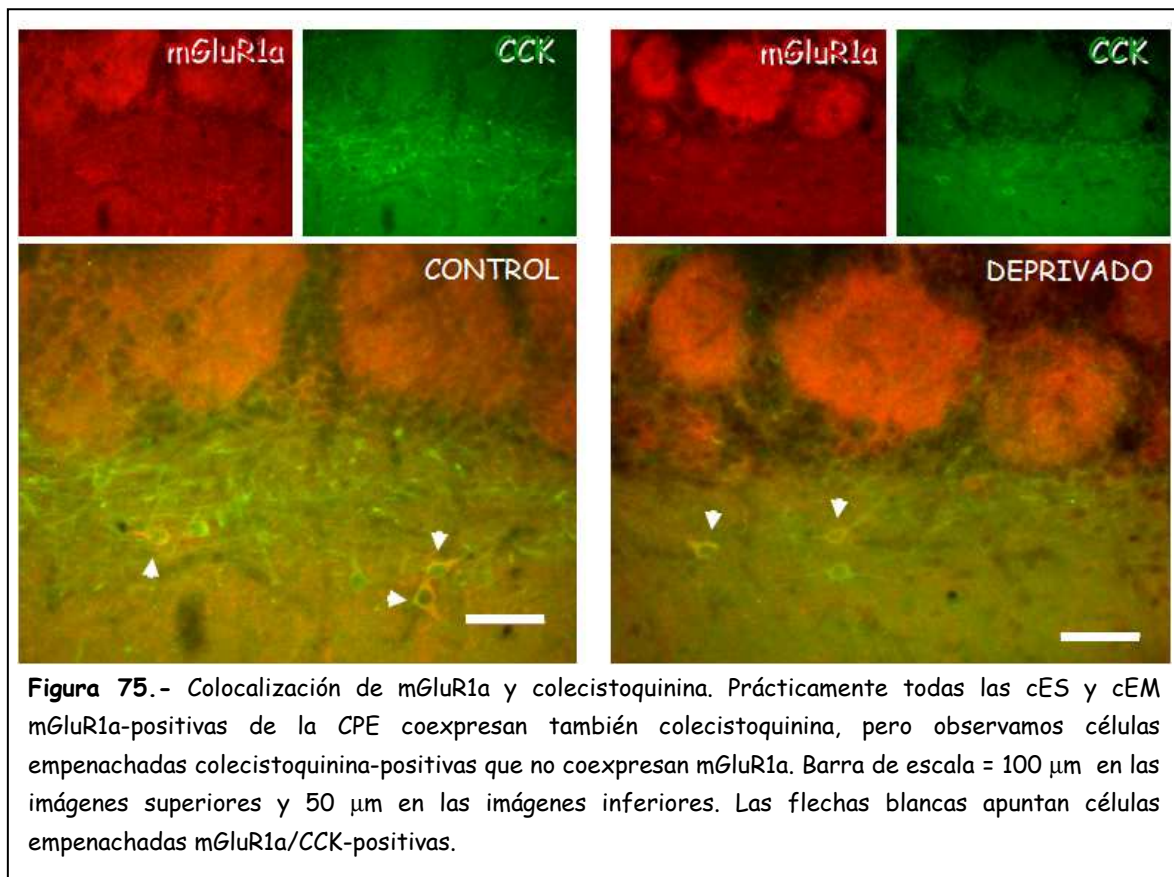 mGluR1a
CCK
mGluR1a
CCK
CONTROL
DEPRIVADO
Figura 75.- Colocalización de mGluR1a y colecistoquinina. Prácticamente todas las cES y cEM
mGluR1a-positivas de la CPE coexpresan también colecistoquinina, pero observamos células
empenachadas colecistoquinina-positivas que no coexpresan mGluR1a. Barra de escala = 100 μm en las
imágenes superiores y 50 μm en las imágenes inferiores. Las flechas blancas apuntan células
empenachadas mGluR1a/CCK-positivas.